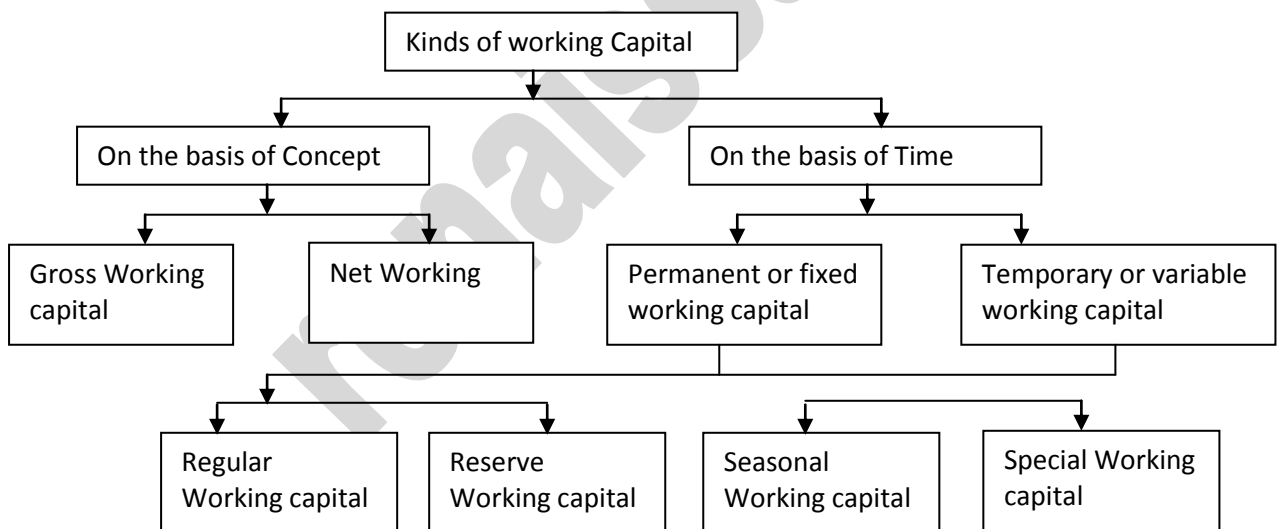 Kinds of working Capital
On the basis of Concept
On the basis of Time
Gross Working
capital
Net Working
Permanent or fixed
working capital
Temporary or variable
working capital
Regular
Working capital
Reserve
Working capital
Seasonal
Working capital
Special Working
capital